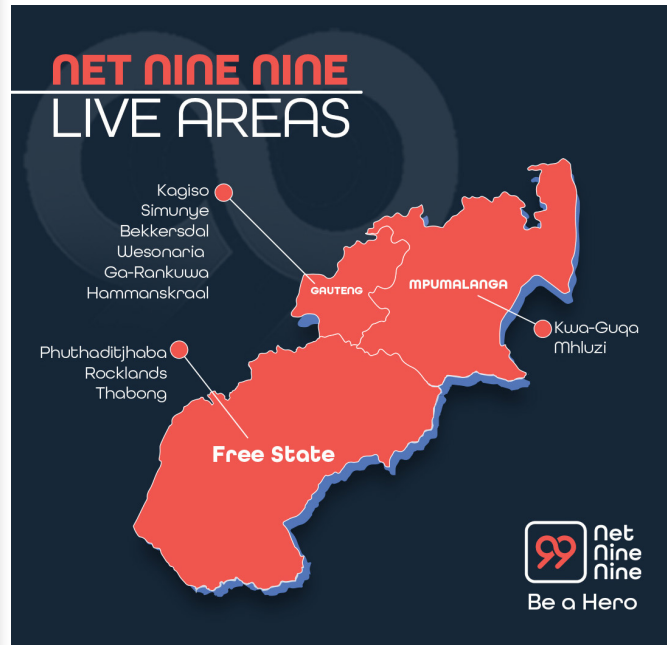 NET NINE NINE
LIVE AREAS
Kagiso
Simunye
Bekkersdal
Wesonaria
Ga-Rankuwa
Hammanskraal
GAUTENG
MPUMALANGA
Kwa-Guqa
Mhluzi
Phuthaditjhaba
Rocklands
Thabong
Free State
99
Net
Nine
Nine
Be a Hero